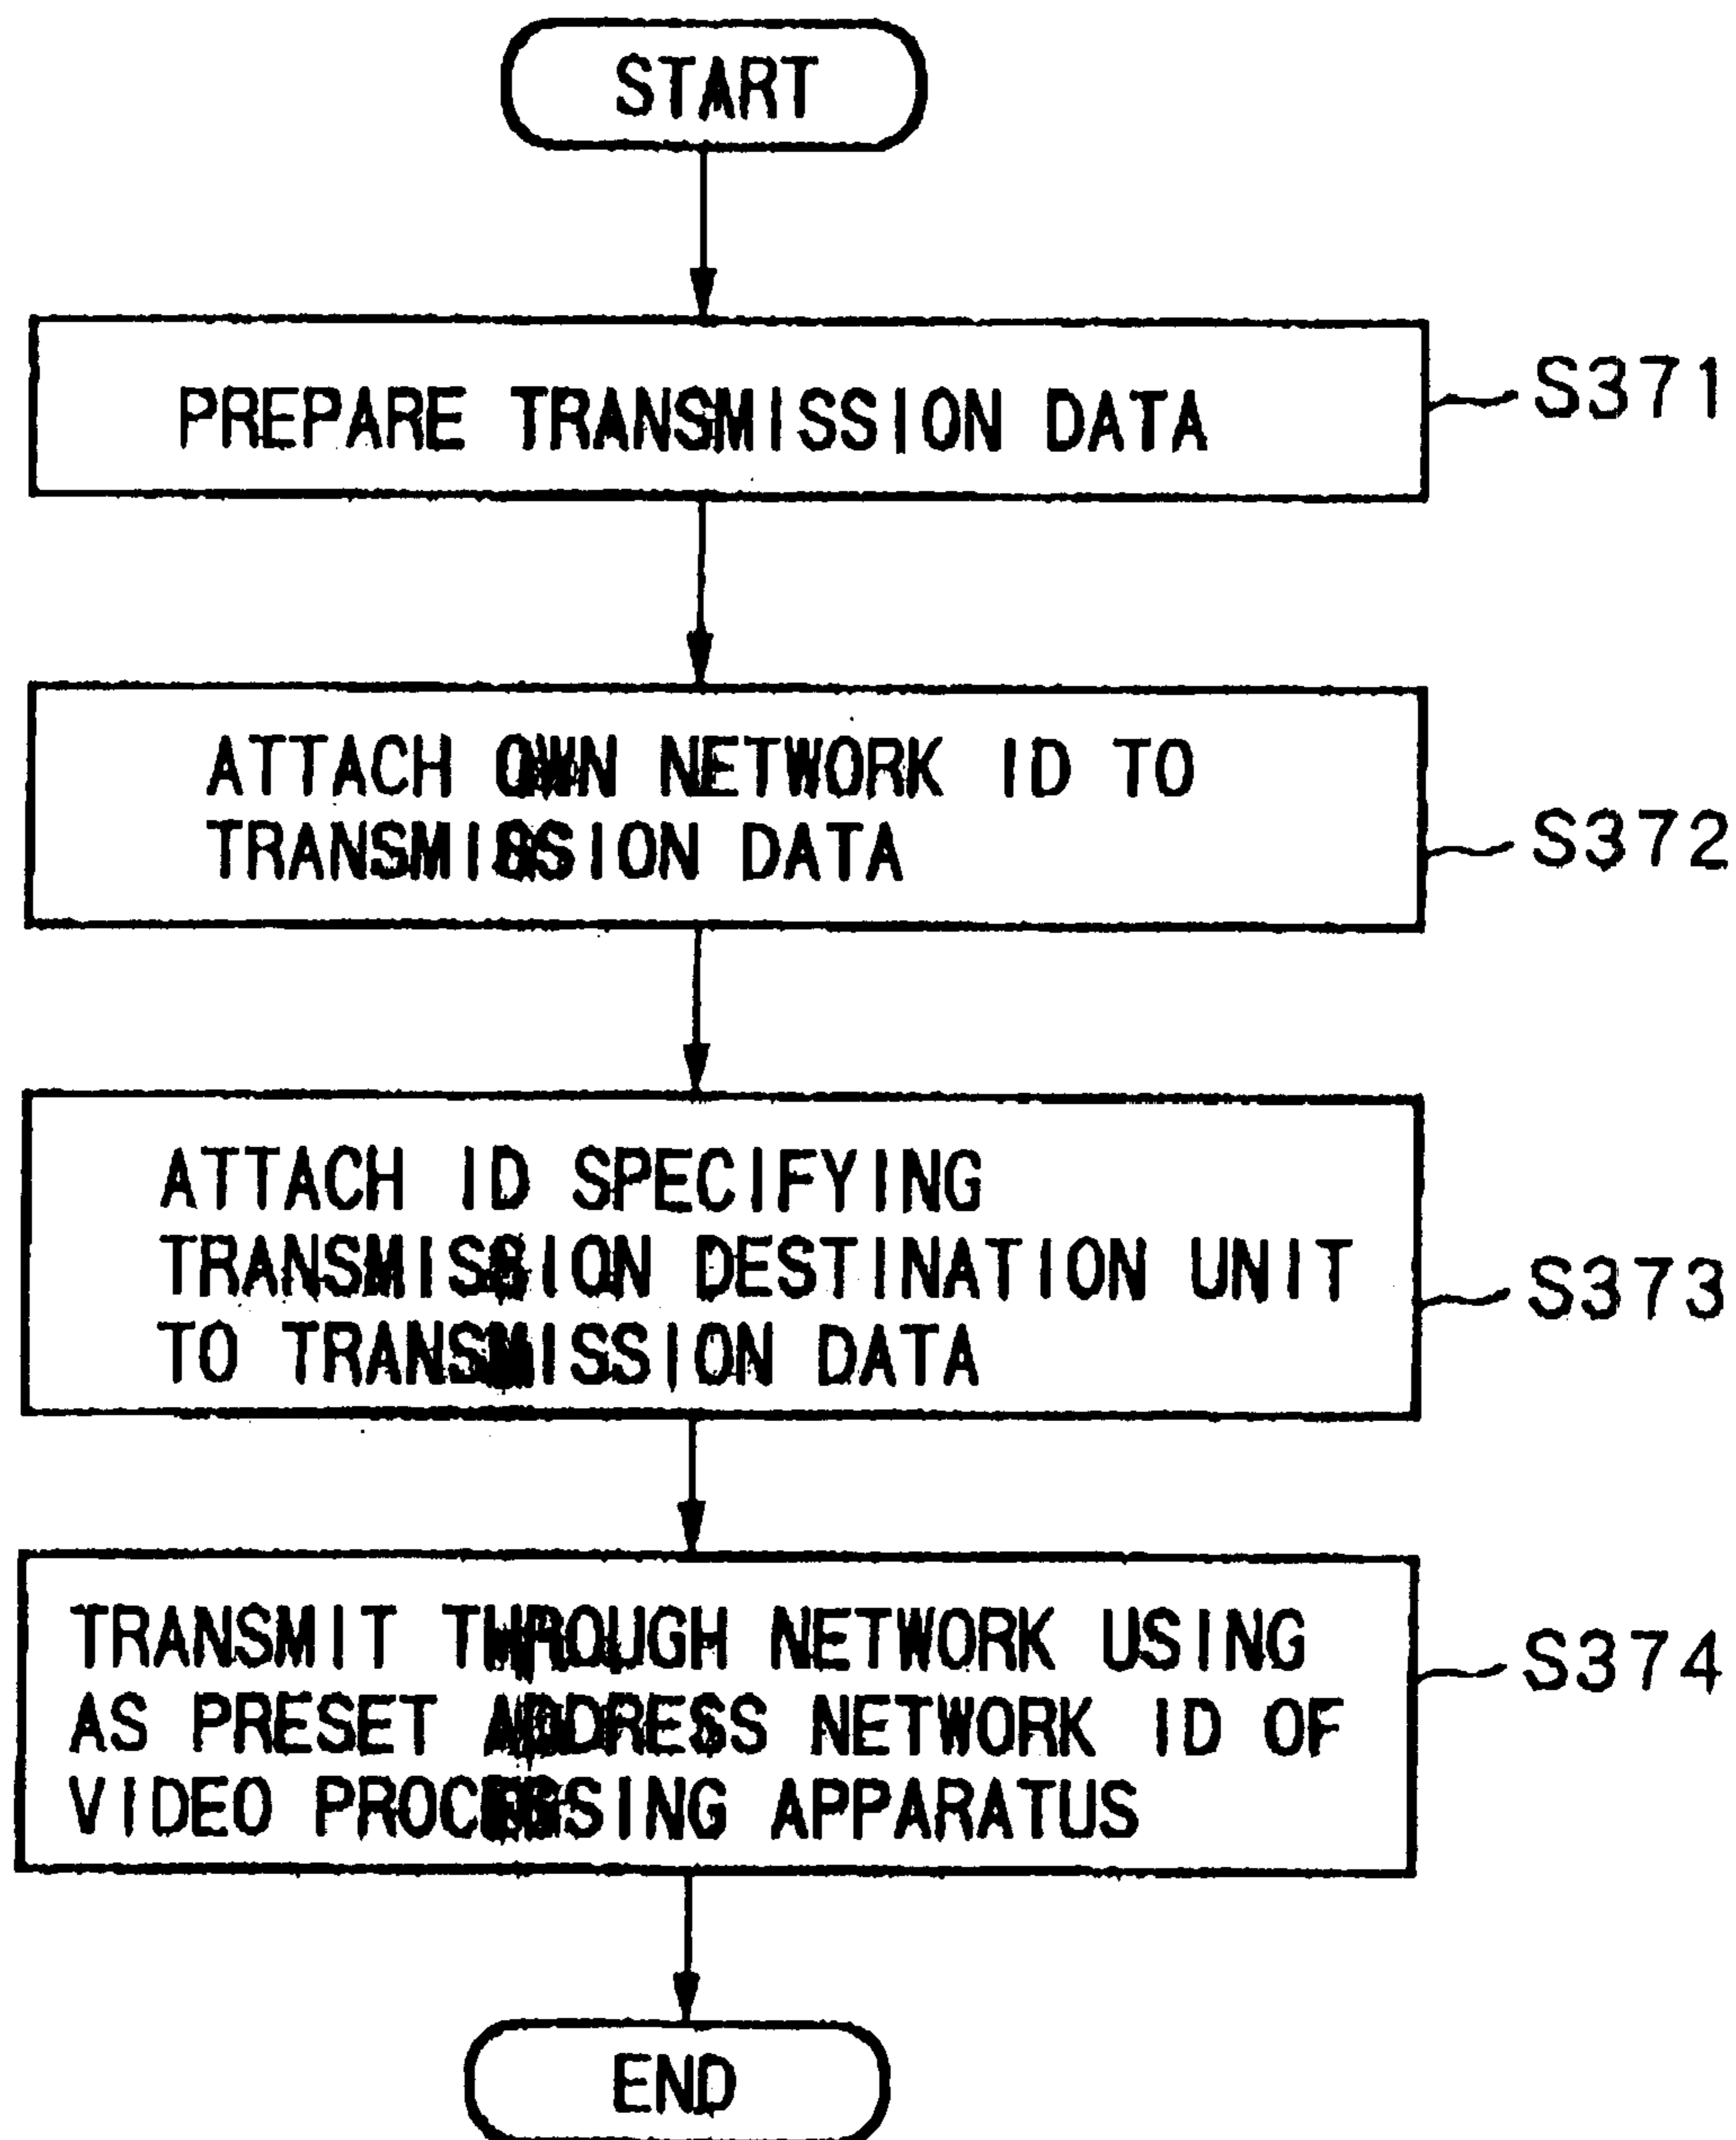 START
PREPARE TRANSMISSION DATA
S371
ATTACH OWN NETWORK ID TO
TRANSMISSION DATA
S372
ATTACH ID SPECIFYING
TRANSMISSION DESTINATION UNIT
TO TRANSMISSION DATA
S373
TRANSMIT THROUGH NETWORK USING
AS PRESET ADDRESS NETWORK ID OF
VIDEO PROCESSING APPARATUS
S374
END